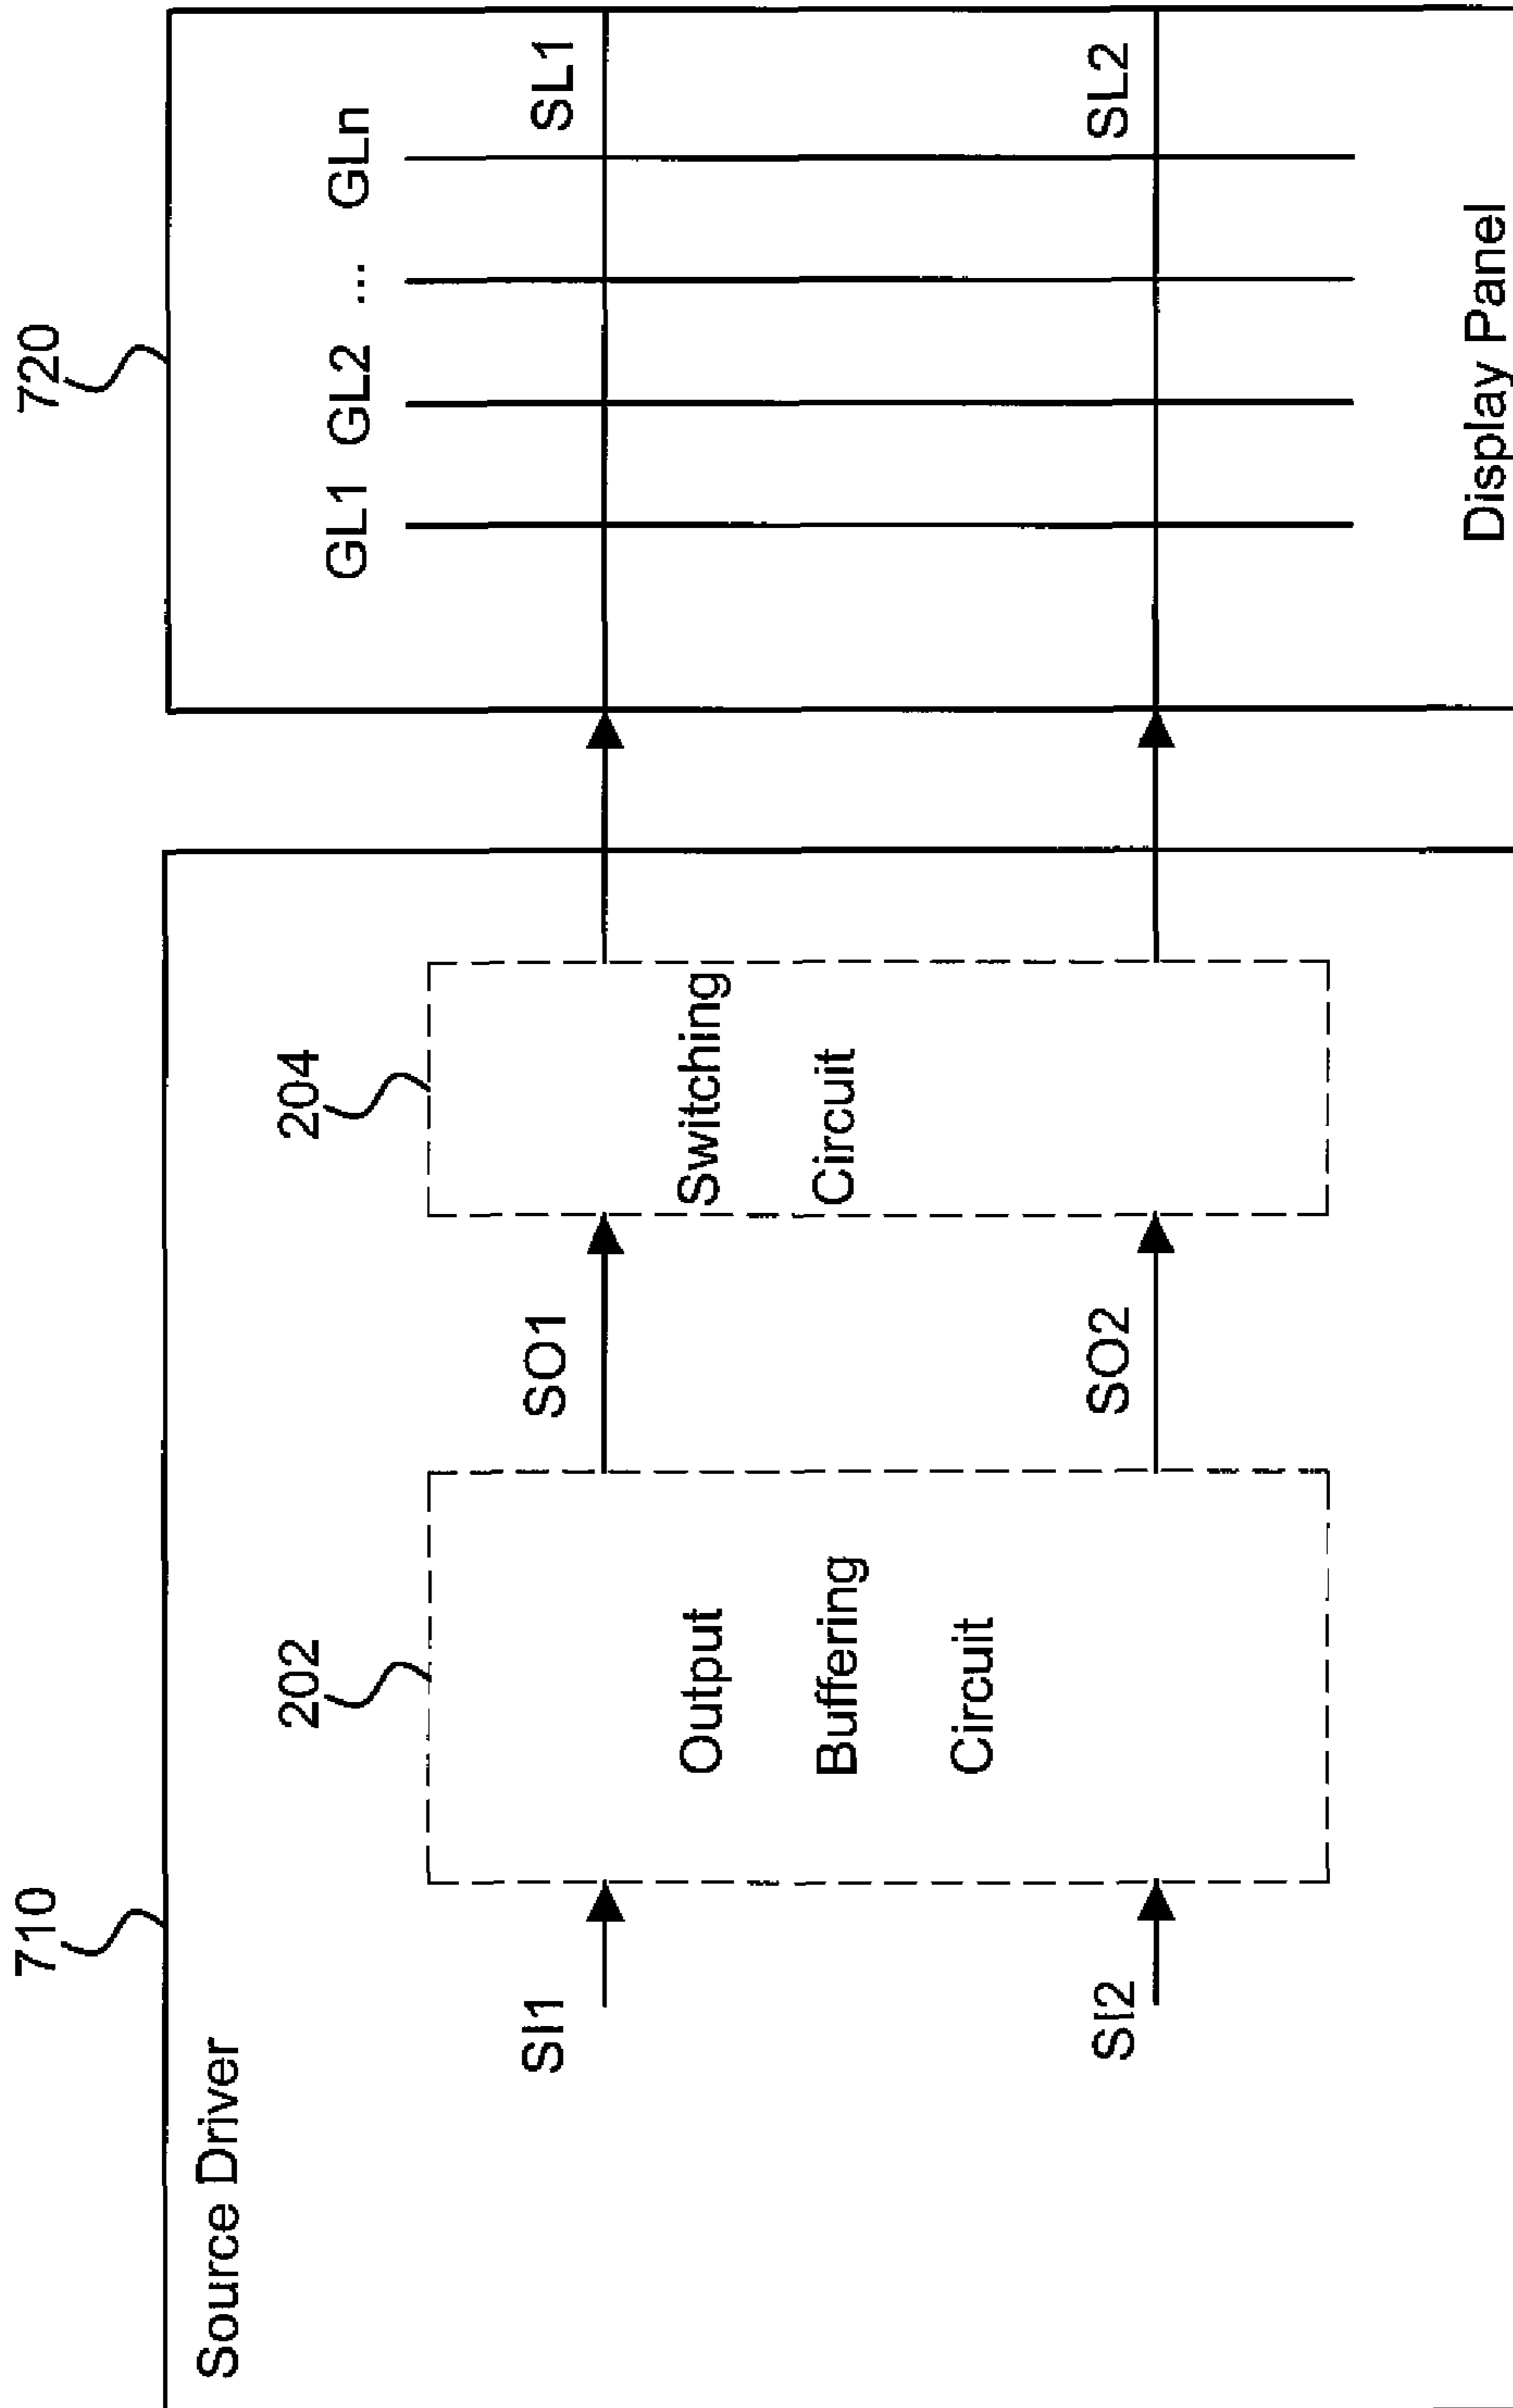 710
720
Source Driver
202
204
GL1 GL2 ... GLn
SI1
SO1
SL1
Output
Buffering
Circuit
Switching
Circuit
SI2
SO2
SL2
Display Panel